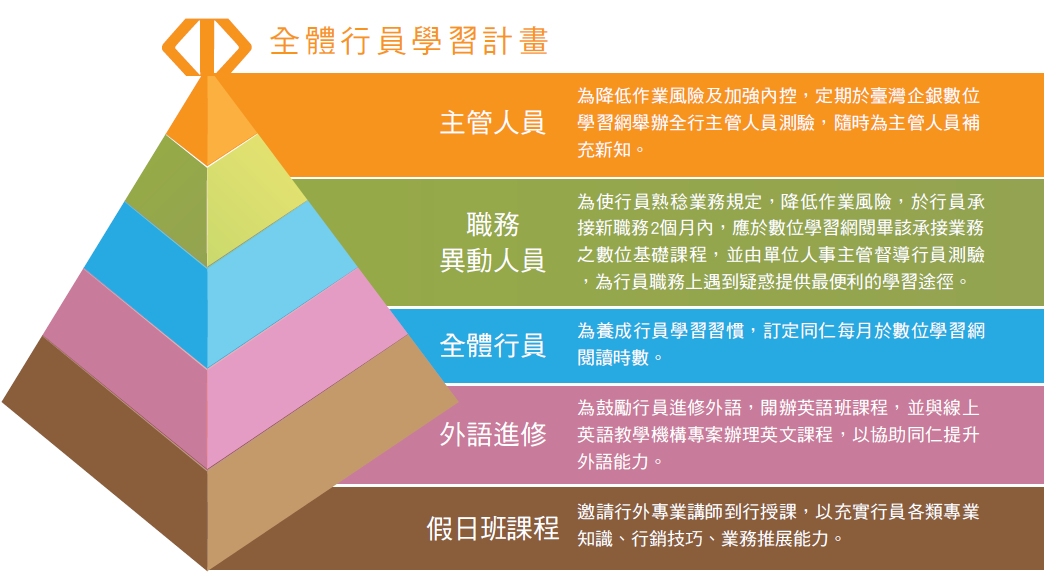 全體行員學習計畫
主管人員
為降低作業風險及加強內控，定期於臺灣企銀數位
學習網舉辦全行主管人員測驗，隨時為主管人員補
充新知。
職務
異動人員
為使行員熟稔業務規定，降低作業風險，於行員承
接新職務2個月內，應於數位學習網閱畢該承接業務
之數位基礎課程，並由單位人事主管督導行員測驗
，為行員職務上遇到疑惑提供最便利的學習途徑。
全體行員
為養成行員學習習慣，訂定同仁每月於數位學習網
閱讀時數。
外語進修
為鼓勵行員進修外語，開辦英語班課程，並與線上
英語教學機構專案辦理英文課程，以協助同仁提升
外語能力。
假日班課程
邀請行外專業講師到行授課，以充實行員各類專業
知識、行銷技巧、業務推展能力。